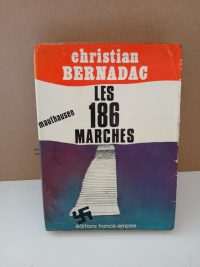 christian
BERNADAC
LES
186
mauthausen
MARCHES
éditions france-empire